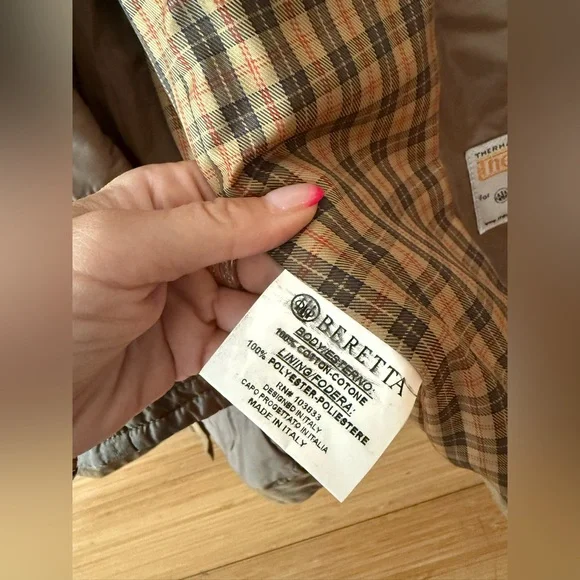 BERETTA
BODY/ESTERNO:
100% COTTON-COTONE
LINING/FODERA:
100% POLYESTER-POLIESTERE
RN# 103833
DESIGNED IN ITALY
CAPO PROGETTATO IN ITALIA
MADE IN ITALY
for